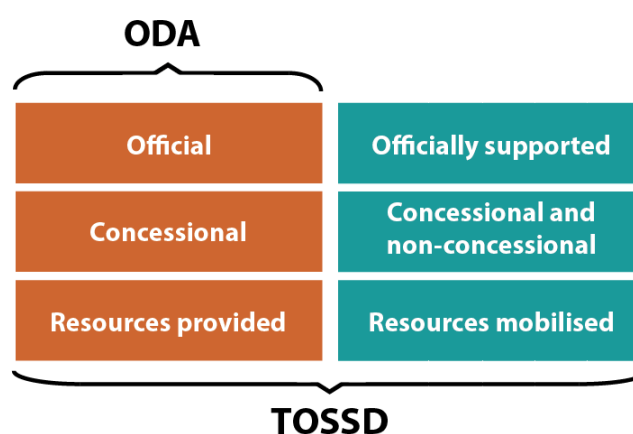 ODA
Official
Officially supported
Concessional
Concessional and
non-concessional
Resources provided
Resources mobilised
TOSSD